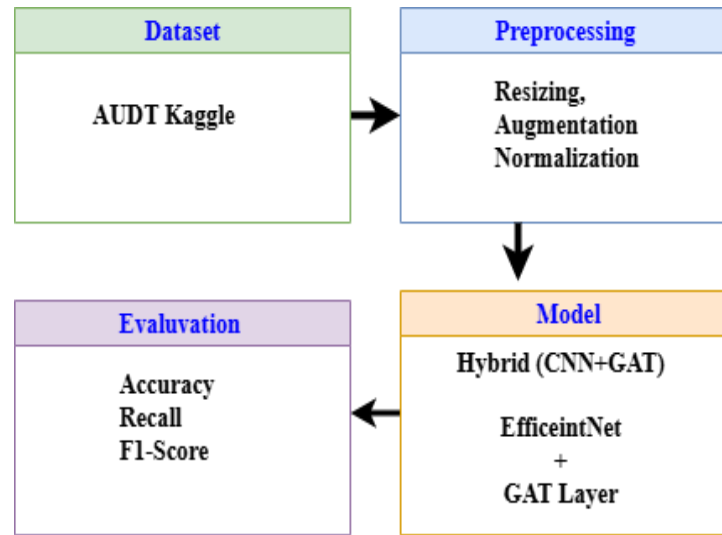 Dataset
AUDT Kaggle
Preprocessing
Resizing,
Augmentation
Normalization
Model
Hybrid (CNN+GAT)
EfficeintNet
+
GAT Layer
Evaluvation
Accuracy
Recall
F1-Score